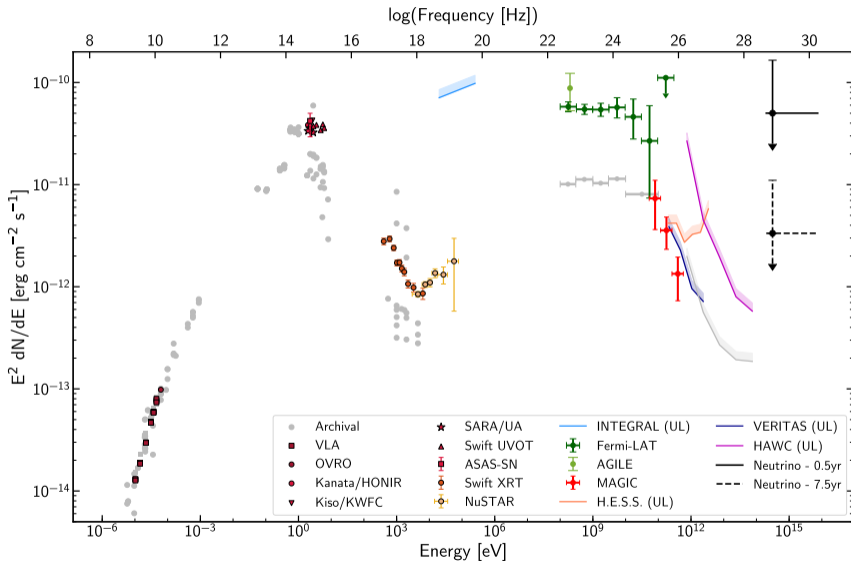 log(Frequency [Hz])
8 10 12 14 16 18 20 22 24 26 28 30
E² dN/dE [erg cm⁻² s⁻¹]
10⁻¹⁰
10⁻¹¹
10⁻¹²
10⁻¹³
10⁻¹⁴
Archival
VLA
OVRO
Kanata/HONIR
Kiso/KWFC
SARA/UA
Swift UVOT
ASAS-SN
Swift XRT
NuSTAR
INTEGRAL (UL)
Fermi-LAT
AGILE
MAGIC
H.E.S.S. (UL)
VERITAS (UL)
HAWC (UL)
Neutrino - 0.5yr
Neutrino - 7.5yr
10⁻⁶ 10⁻³ 10⁰ 10³ 10⁶ 10⁹ 10¹² 10¹⁵
Energy [eV]